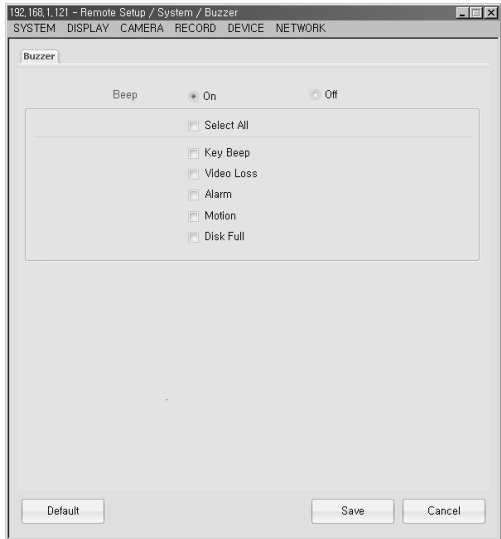 192,168,1,121 - Remote Setup / System / Buzzer
SYSTEM DISPLAY CAMERA RECORD DEVICE NETWORK
Buzzer
Beep On Off
Select All
Key Beep
Video Loss
Alarm
Motion
Disk Full
Default Save Cancel